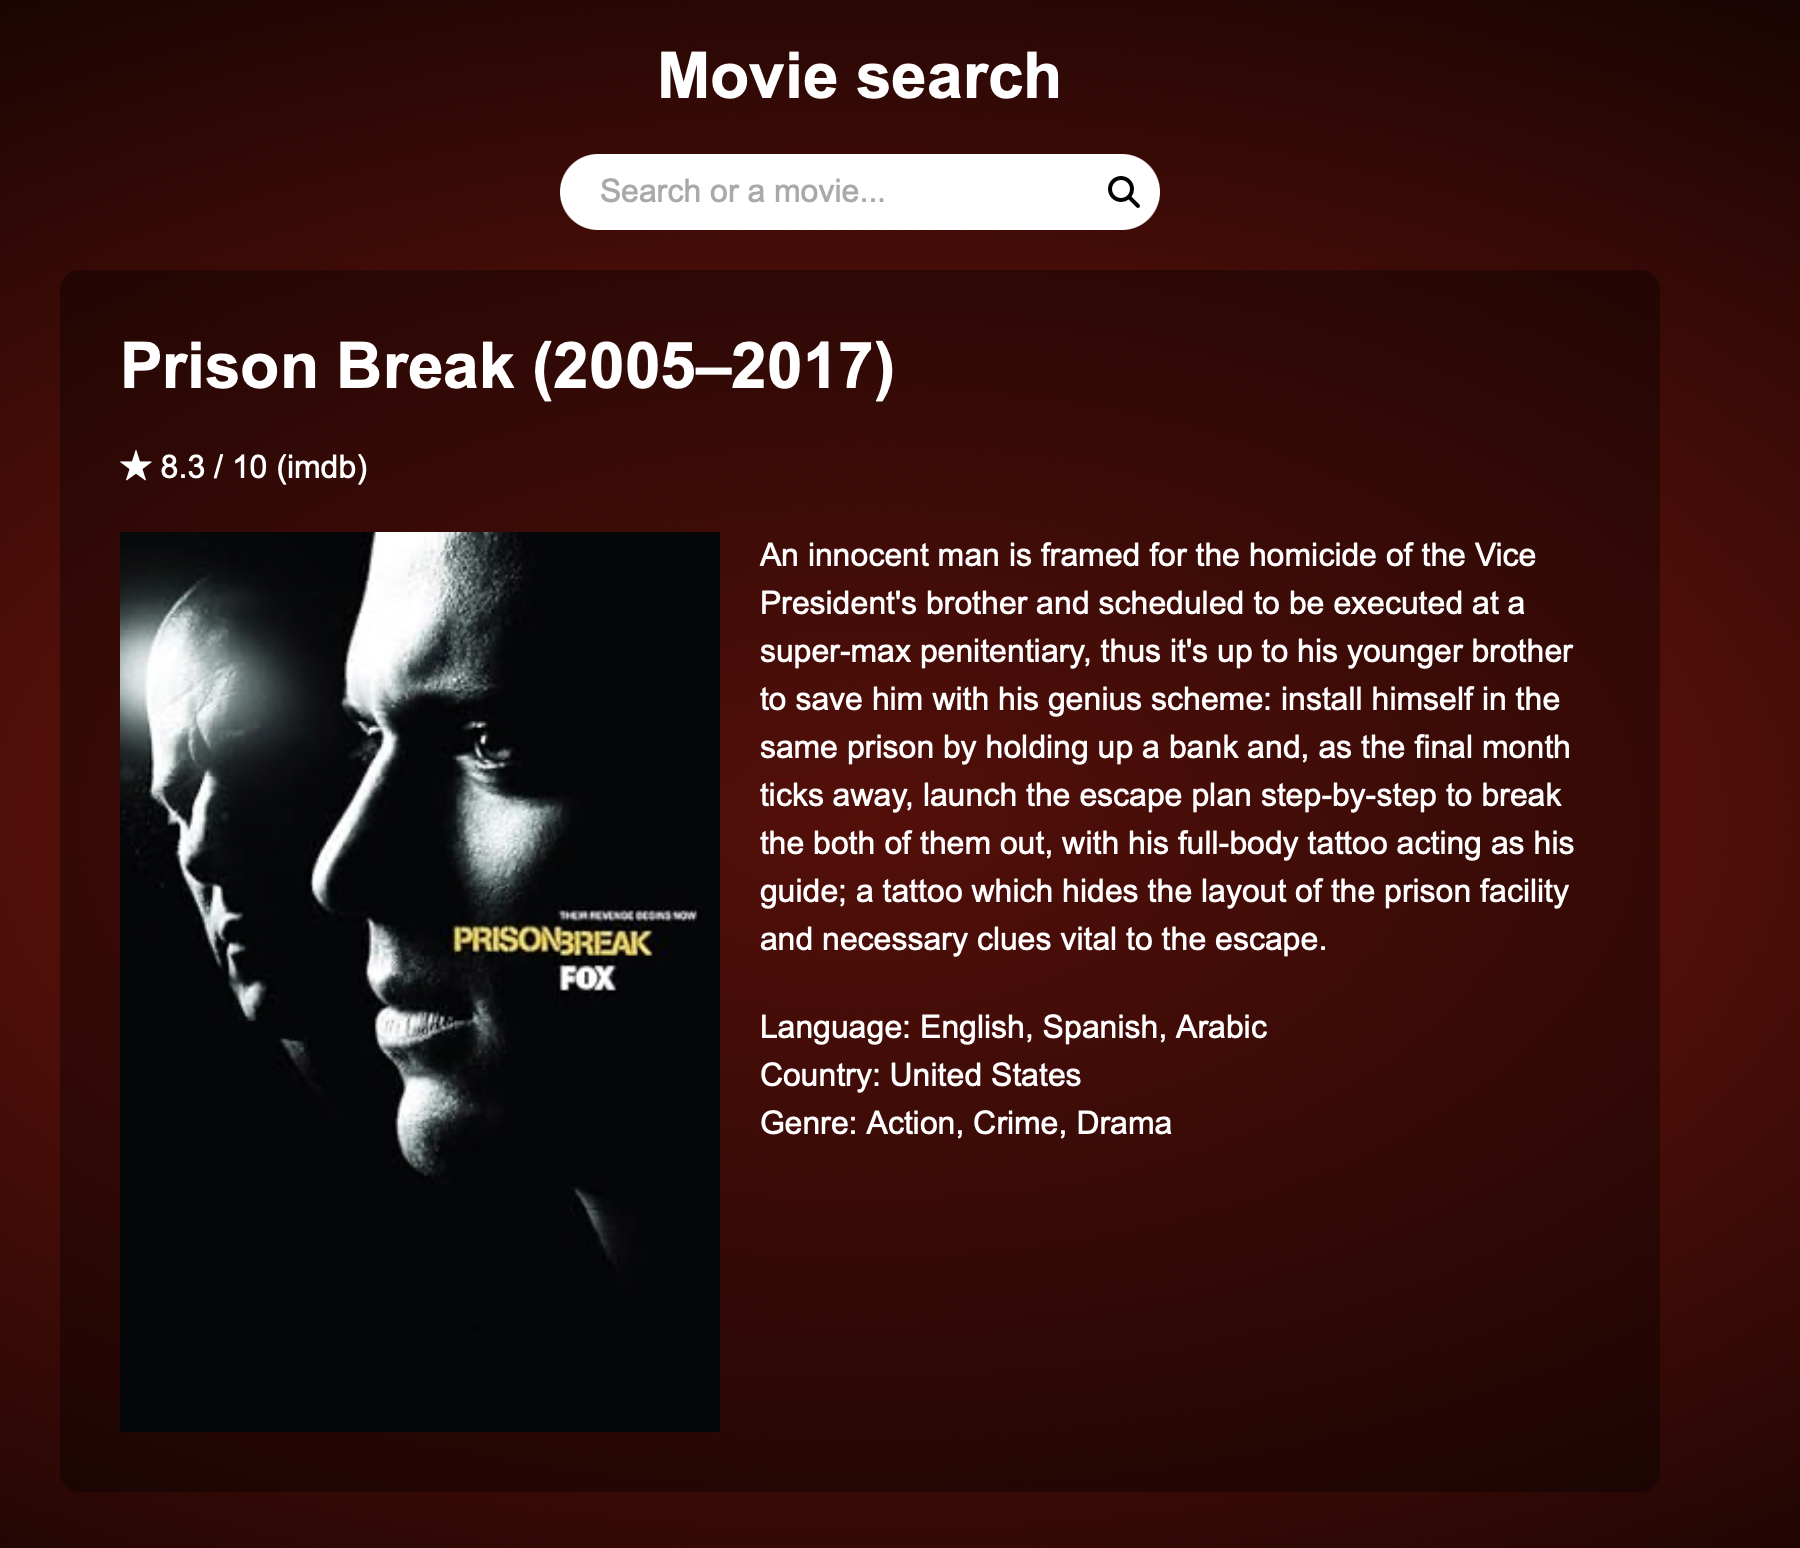 Movie search
Search or a movie...
Prison Break (2005–2017)
★ 8.3 / 10 (imdb)
An innocent man is framed for the homicide of the Vice
President's brother and scheduled to be executed at a
super-max penitentiary, thus it's up to his younger brother
to save him with his genius scheme: install himself in the
same prison by holding up a bank and, as the final month
ticks away, launch the escape plan step-by-step to break
the both of them out, with his full-body tattoo acting as his
guide; a tattoo which hides the layout of the prison facility
and necessary clues vital to the escape.
THEIR REVENGE BEGINS NOW
PRISON BREAK
FOX
Language: English, Spanish, Arabic
Country: United States
Genre: Action, Crime, Drama